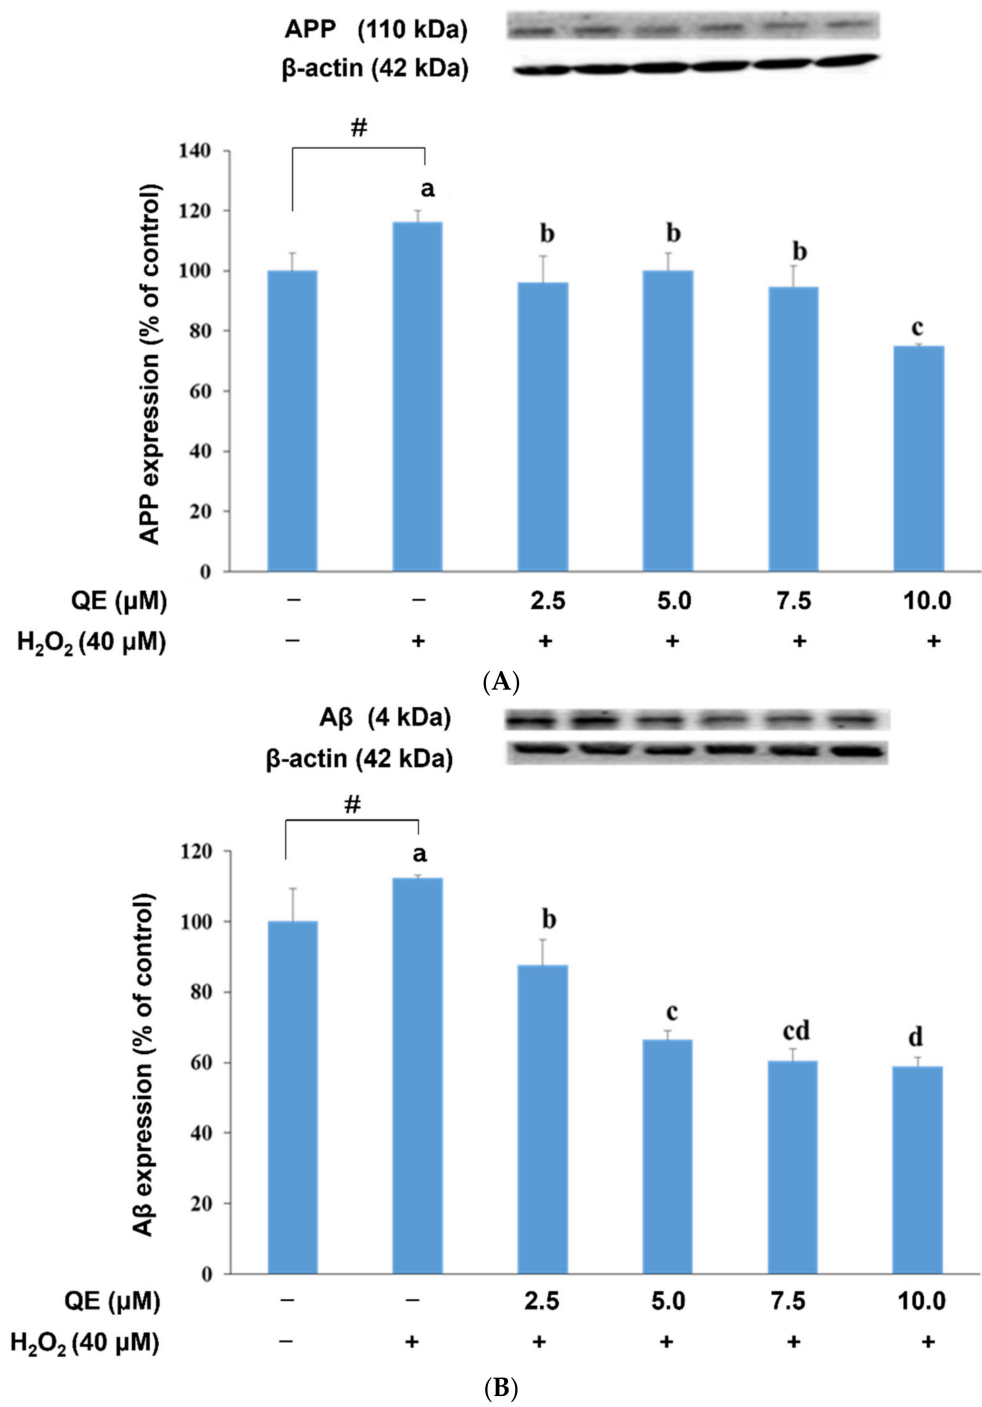 APP (110 kDa)
β-actin (42 kDa)
#
140
a
120
b
b
b
100
c
80
60
40
20
0
APP expression (% of control)
QE (μM) – – 2.5 5.0 7.5 10.0
H₂O₂ (40 μM) – + + + + +
(A)
Aβ (4 kDa)
β-actin (42 kDa)
#
120
a
b
100
c
cd
d
80
60
40
20
0
Aβ expression (% of control)
QE (μM) – – 2.5 5.0 7.5 10.0
H₂O₂ (40 μM) – + + + + +
(B)